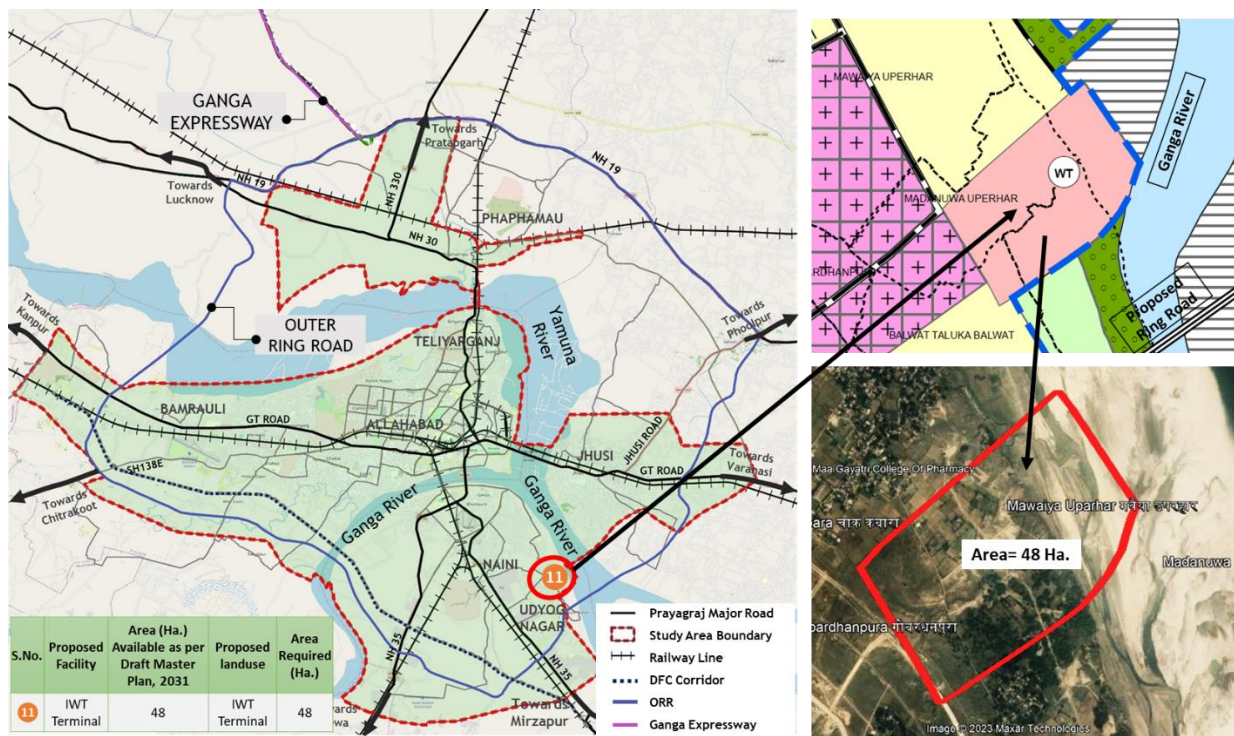 GANGA
EXPRESSWAY
Towards
Pratapgarh
NH 19
Towards
Lucknow
NH 19
NH 330
PHAPHAMAU
NH 30
OUTER
RING ROAD
Towards
Kanpur
TELIYARGANJ
Yamuna
River
Towards
Phoolpur
BAMRAULI
GT ROAD
ALLAHABAD
JHUSI
JHUSI ROAD
GT ROAD
Towards
Varanasi
SH138E
Towards
Chitrakoot
Ganga River
Ganga River
NAINI
11
UDYOG
NAGAR
NH 35
NH 35
Towards
Mirzapur
Towards
Prayagraj Major Road
Study Area Boundary
Railway Line
DFC Corridor
ORR
Ganga Expressway
S.No. Proposed Facility Area (Ha.) Available as per Draft Master Plan, 2031 Proposed landuse Area Required (Ha.)
11 IWT Terminal 48 IWT Terminal 48
MAWAIYA UPERHAR
WT
MADANUWA UPERHAR
Ganga River
BALWAT TALUKA BALWAT
Proposed
Ring Road
Maa Gayatri College Of Pharmacy
Mawaiya Uparhar मवैया उपरहार
para चाक कबारा
Area= 48 Ha.
Madanuwa
pardhanpura गोबरधनपुरा
Image © 2023 Maxar Technologies